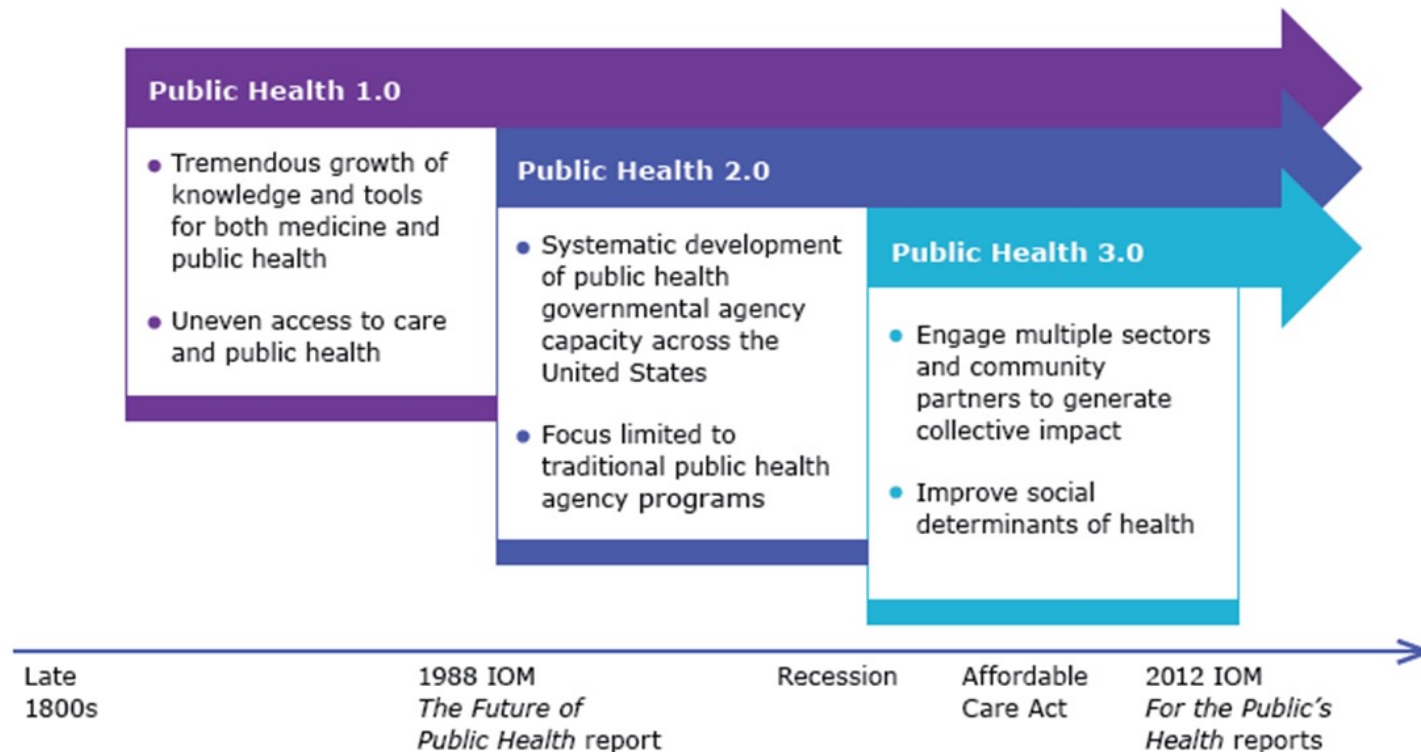 Public Health 1.0
• Tremendous growth of
knowledge and tools
for both medicine and
public health
• Uneven access to care
and public health
Public Health 2.0
• Systematic development
of public health
governmental agency
capacity across the
United States
• Focus limited to
traditional public health
agency programs
Public Health 3.0
• Engage multiple sectors
and community
partners to generate
collective impact
• Improve social
determinants of health
Late
1800s
1988 IOM
The Future of
Public Health report
Recession
Affordable
Care Act
2012 IOM
For the Public's
Health reports